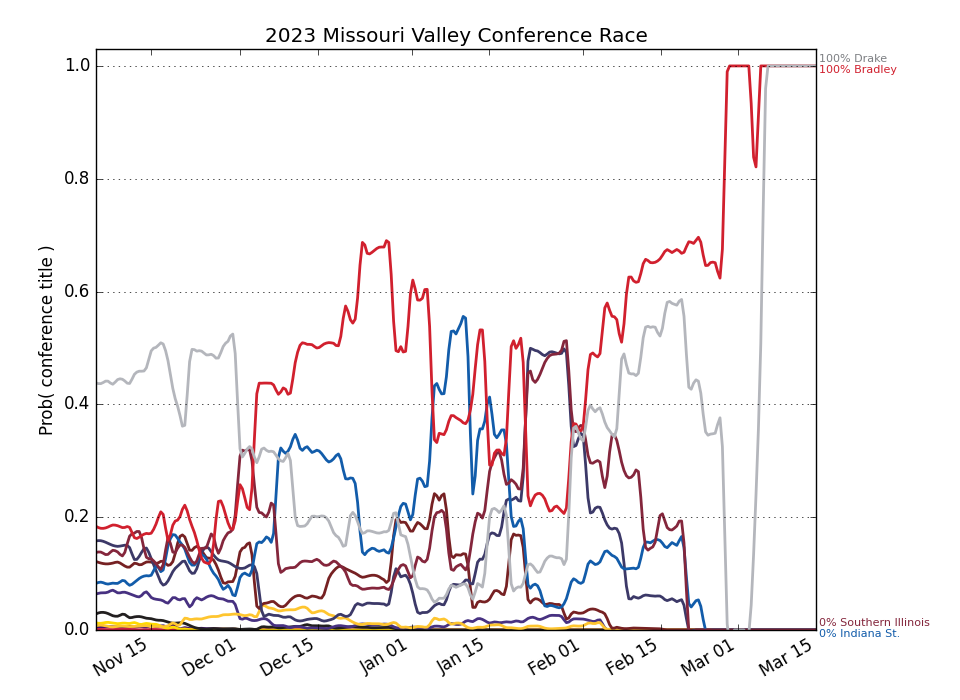 2023 Missouri Valley Conference Race
Prob( conference title )
1.0
0.8
0.6
0.4
0.2
0.0
100% Drake
100% Bradley
0% Southern Illinois
0% Indiana St.
Nov 15
Dec 01
Dec 15
Jan 01
Jan 15
Feb 01
Feb 15
Mar 01
Mar 15